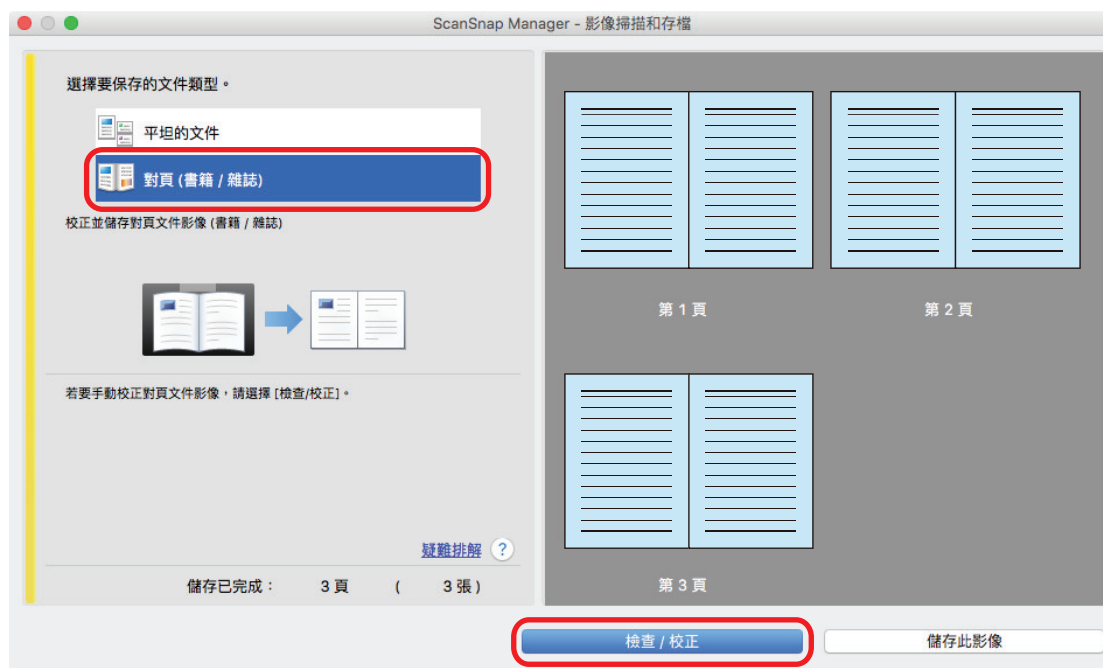 ScanSnap Manager - 影像掃描和存檔
選擇要保存的文件類型。
平坦的文件
對頁 (書籍 / 雜誌)
校正並儲存對頁文件影像 (書籍 / 雜誌)
若要手動校正對頁文件影像，請選擇 [檢查/校正]。
疑難排解 ?
儲存已完成： 3 頁 ( 3 張 )
第 1 頁
第 2 頁
第 3 頁
檢查 / 校正
儲存此影像